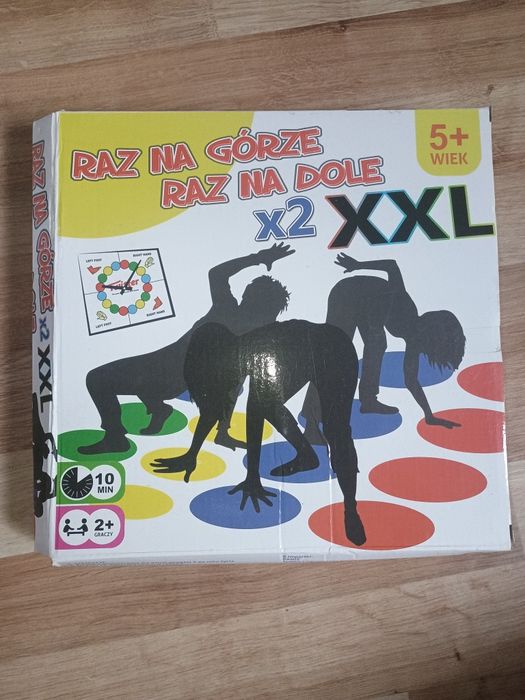 RAZ NA GÓRZE
RAZ NA DOLE
x2 XXL
5+
WIEK
LEFT FOOT
RIGHT HAND
LEFT HAND
RIGHT HAND
10
MIN
2+
GRACZY
RAZ NA GÓRZE
x2 XXL